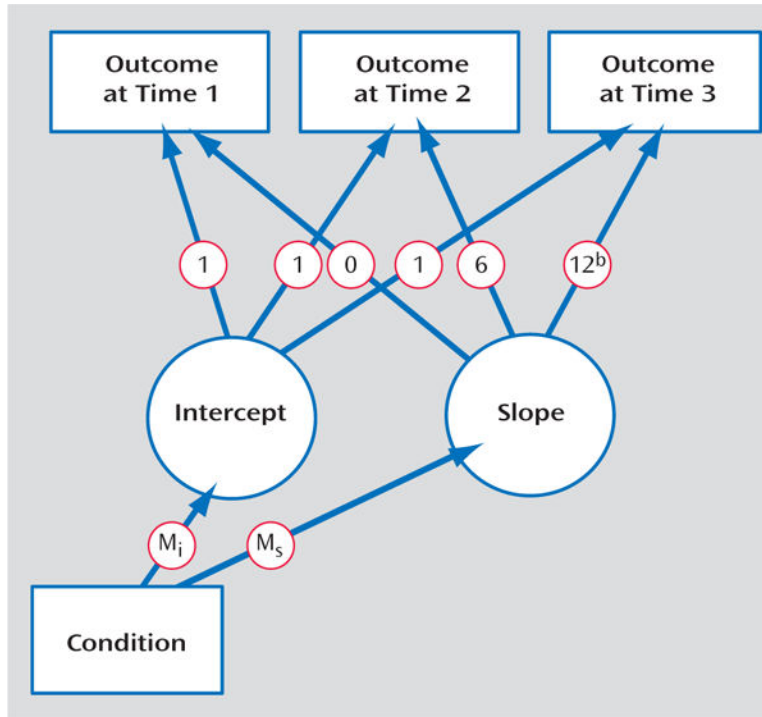 Outcome
at Time 1
Outcome
at Time 2
Outcome
at Time 3
1
1
0
1
6
12ᵇ
Intercept
Slope
Mᵢ
Mₛ
Condition